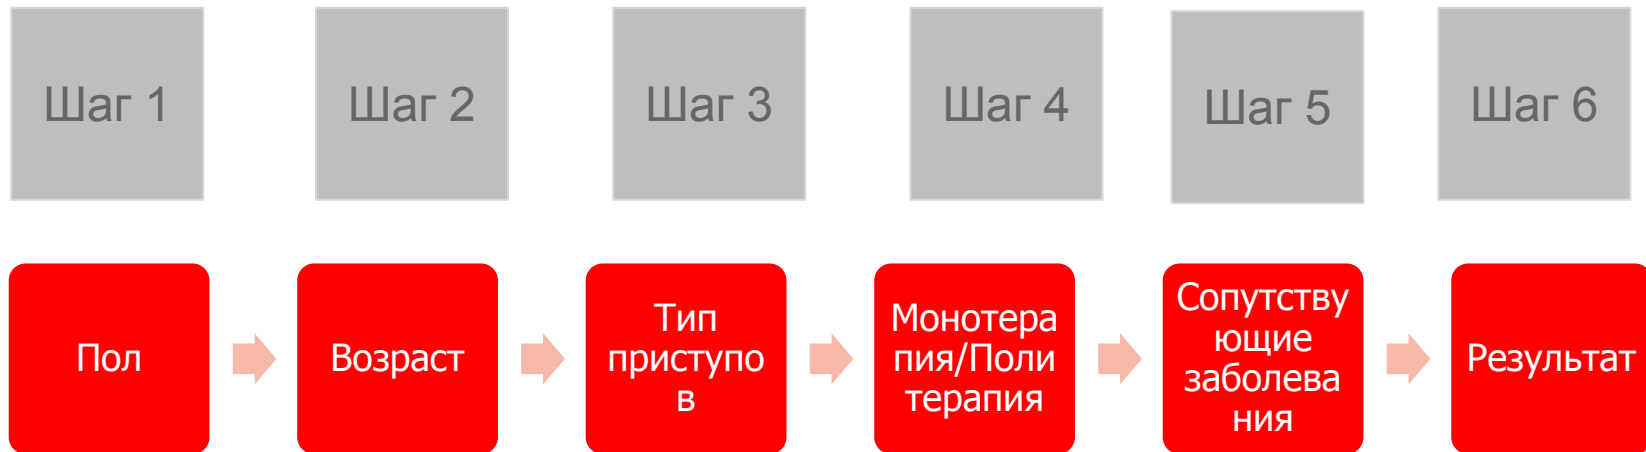 Шаг 1
Шаг 2
Шаг 3
Шаг 4
Шаг 5
Шаг 6
Пол
Возраст
Тип
приступо
в
Монотера
пия/Поли
терапия
Сопутству
ющие
заболева
ния
Результат